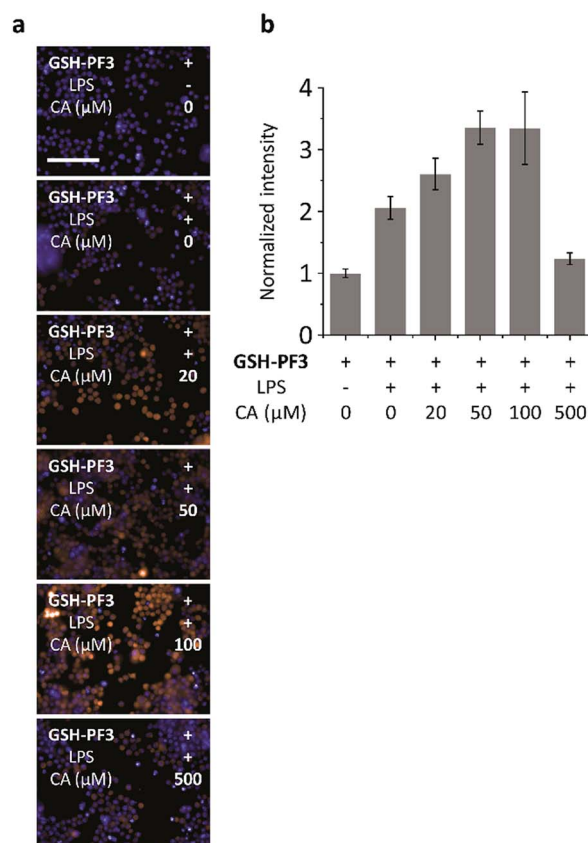 a
GSH-PF3 +
LPS -
CA (µM) 0
GSH-PF3 +
LPS +
CA (µM) 0
GSH-PF3 +
LPS +
CA (µM) 20
GSH-PF3 +
LPS +
CA (µM) 50
GSH-PF3 +
LPS +
CA (µM) 100
GSH-PF3 +
LPS +
CA (µM) 500
b
Normalized intensity
4
3
2
1
0
GSH-PF3 + + + + + +
LPS - + + + + +
CA (µM) 0 0 20 50 100 500